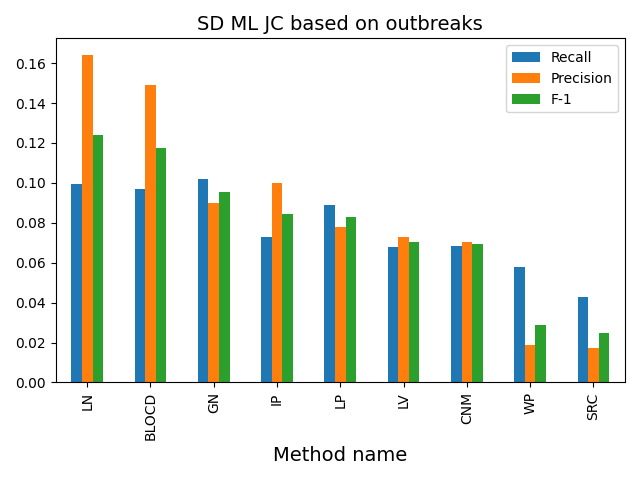 SD ML JC based on outbreaks
Recall
Precision
F-1
0.16
0.14
0.12
0.10
0.08
0.06
0.04
0.02
0.00
LN
BLOCD
GN
IP
LP
LV
CNM
WP
SRC
Method name